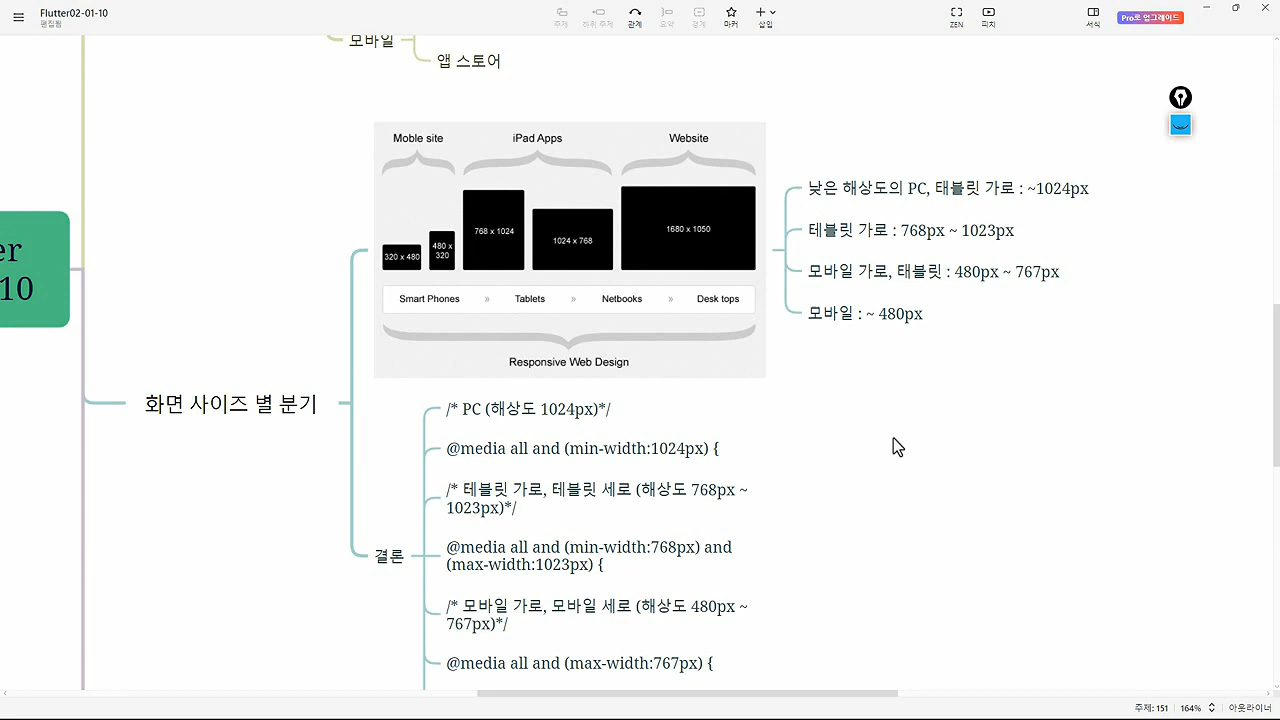 Flutter02-01-10
편집됨
주제
하위 주제
관계
요약
경계
마커
삽입
ZEN
피치
서식
Pro로 업그레이드
모바일
앱 스토어
Moble site
iPad Apps
Website
320 x 480
480 x
320
768 x 1024
1024 x 768
1680 x 1050
Smart Phones » Tablets » Netbooks » Desk tops
Responsive Web Design
낮은 해상도의 PC, 태블릿 가로 : ~1024px
테블릿 가로 : 768px ~ 1023px
모바일 가로, 태블릿 : 480px ~ 767px
모바일 : ~ 480px
er
10
화면 사이즈 별 분기
결론
/* PC (해상도 1024px)*/
@media all and (min-width:1024px) {
/* 테블릿 가로, 테블릿 세로 (해상도 768px ~
1023px)*/
@media all and (min-width:768px) and
(max-width:1023px) {
/* 모바일 가로, 모바일 세로 (해상도 480px ~
767px)*/
@media all and (max-width:767px) {
주제: 151
164%
아웃라이너